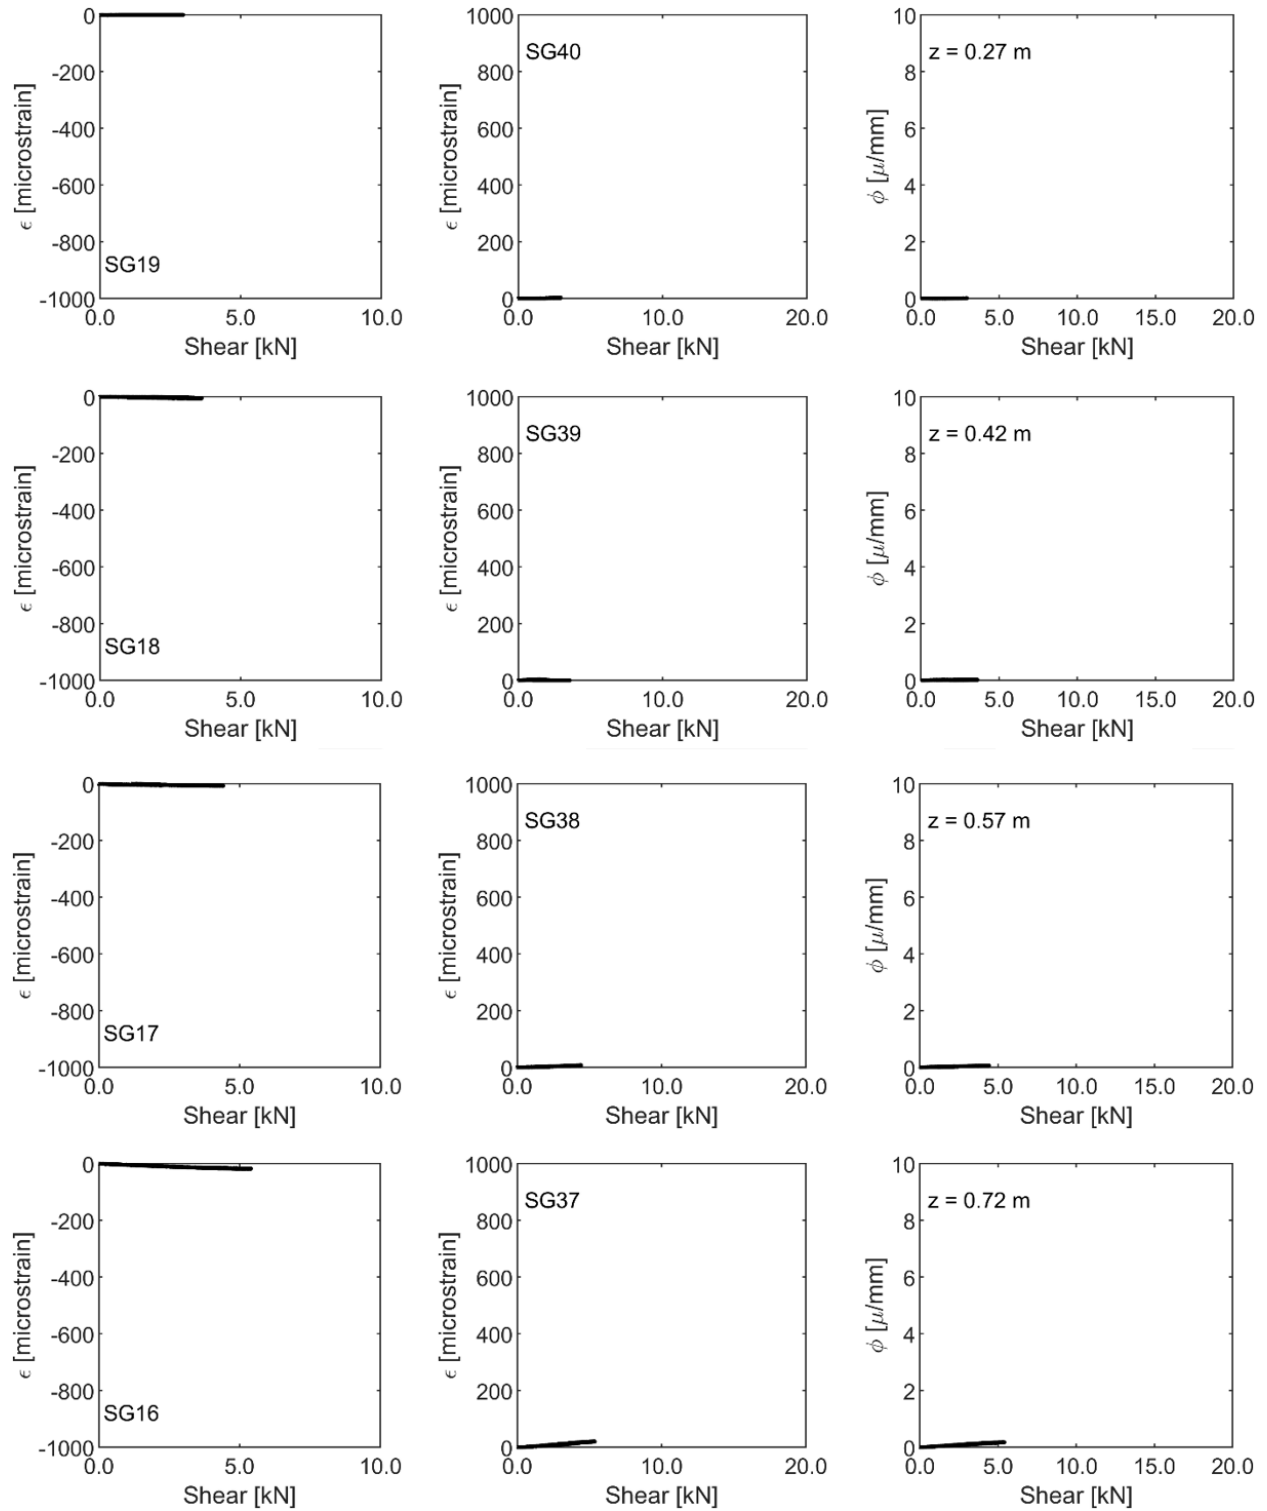 0
-200
-400
-600
-800
-1000
ϵ [microstrain]
SG19
0.0 5.0 10.0
Shear [kN]
1000
800
600
400
200
0
ϵ [microstrain]
SG40
0.0 10.0 20.0
Shear [kN]
10
8
6
4
2
0
ϕ [μ/mm]
z = 0.27 m
0.0 5.0 10.0 15.0 20.0
Shear [kN]
0
-200
-400
-600
-800
-1000
ϵ [microstrain]
SG18
0.0 5.0 10.0
Shear [kN]
1000
800
600
400
200
0
ϵ [microstrain]
SG39
0.0 10.0 20.0
Shear [kN]
10
8
6
4
2
0
ϕ [μ/mm]
z = 0.42 m
0.0 5.0 10.0 15.0 20.0
Shear [kN]
0
-200
-400
-600
-800
-1000
ϵ [microstrain]
SG17
0.0 5.0 10.0
Shear [kN]
1000
800
600
400
200
0
ϵ [microstrain]
SG38
0.0 10.0 20.0
Shear [kN]
10
8
6
4
2
0
ϕ [μ/mm]
z = 0.57 m
0.0 5.0 10.0 15.0 20.0
Shear [kN]
0
-200
-400
-600
-800
-1000
ϵ [microstrain]
SG16
0.0 5.0 10.0
Shear [kN]
1000
800
600
400
200
0
ϵ [microstrain]
SG37
0.0 10.0 20.0
Shear [kN]
10
8
6
4
2
0
ϕ [μ/mm]
z = 0.72 m
0.0 5.0 10.0 15.0 20.0
Shear [kN]